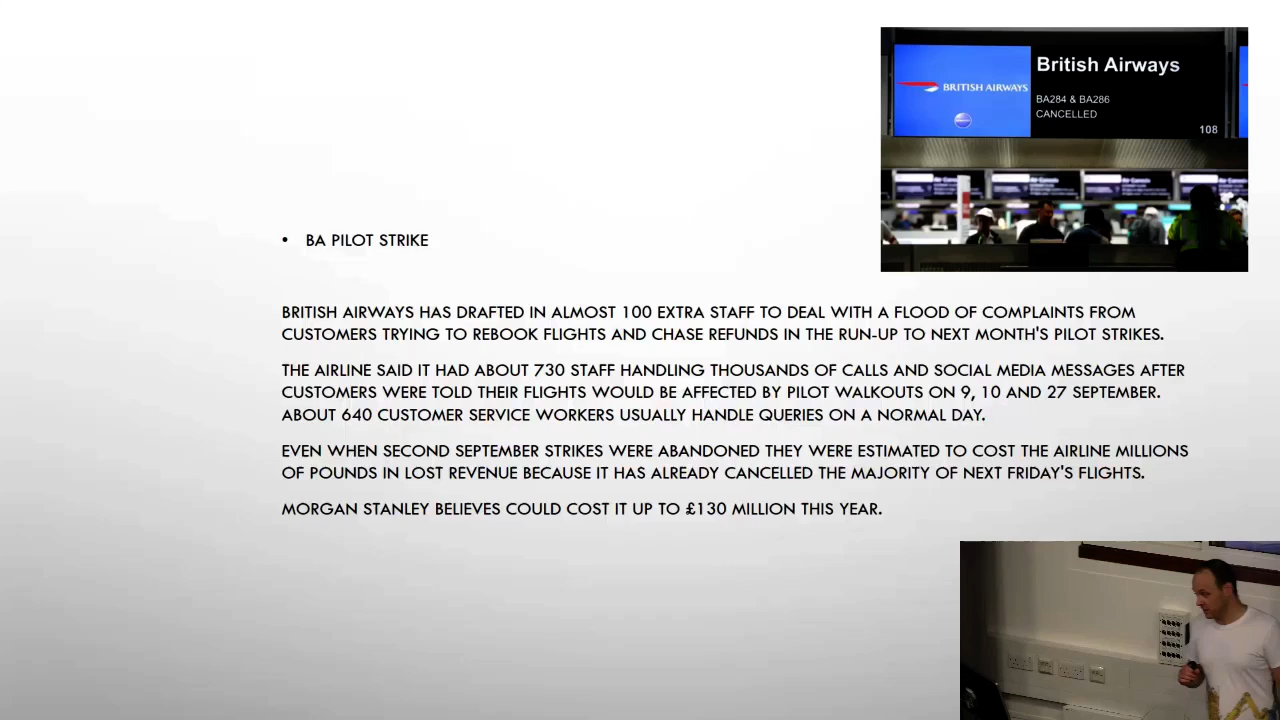 British Airways
BRITISH AIRWAYS
BA284 & BA286
CANCELLED
108
• BA PILOT STRIKE
BRITISH AIRWAYS HAS DRAFTED IN ALMOST 100 EXTRA STAFF TO DEAL WITH A FLOOD OF COMPLAINTS FROM
CUSTOMERS TRYING TO REBOOK FLIGHTS AND CHASE REFUNDS IN THE RUN-UP TO NEXT MONTH'S PILOT STRIKES.
THE AIRLINE SAID IT HAD ABOUT 730 STAFF HANDLING THOUSANDS OF CALLS AND SOCIAL MEDIA MESSAGES AFTER
CUSTOMERS WERE TOLD THEIR FLIGHTS WOULD BE AFFECTED BY PILOT WALKOUTS ON 9, 10 AND 27 SEPTEMBER.
ABOUT 640 CUSTOMER SERVICE WORKERS USUALLY HANDLE QUERIES ON A NORMAL DAY.
EVEN WHEN SECOND SEPTEMBER STRIKES WERE ABANDONED THEY WERE ESTIMATED TO COST THE AIRLINE MILLIONS
OF POUNDS IN LOST REVENUE BECAUSE IT HAS ALREADY CANCELLED THE MAJORITY OF NEXT FRIDAY'S FLIGHTS.
MORGAN STANLEY BELIEVES COULD COST IT UP TO £130 MILLION THIS YEAR.